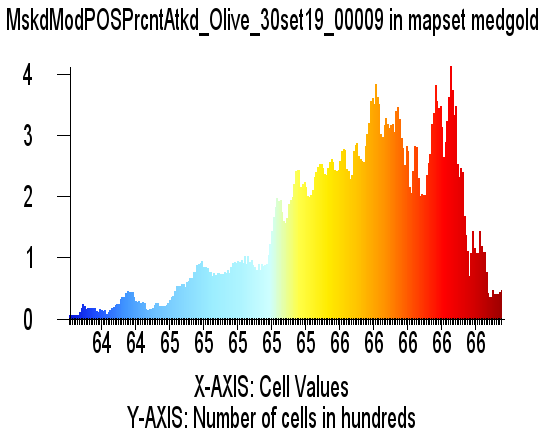 MskdModPOSPrcntAtkd_Olive_30set19_00009 in mapset medgold
4
3
2
1
0
64 64 65 65 65 65 65 66 66 66 66 66
X-AXIS: Cell Values
Y-AXIS: Number of cells in hundreds